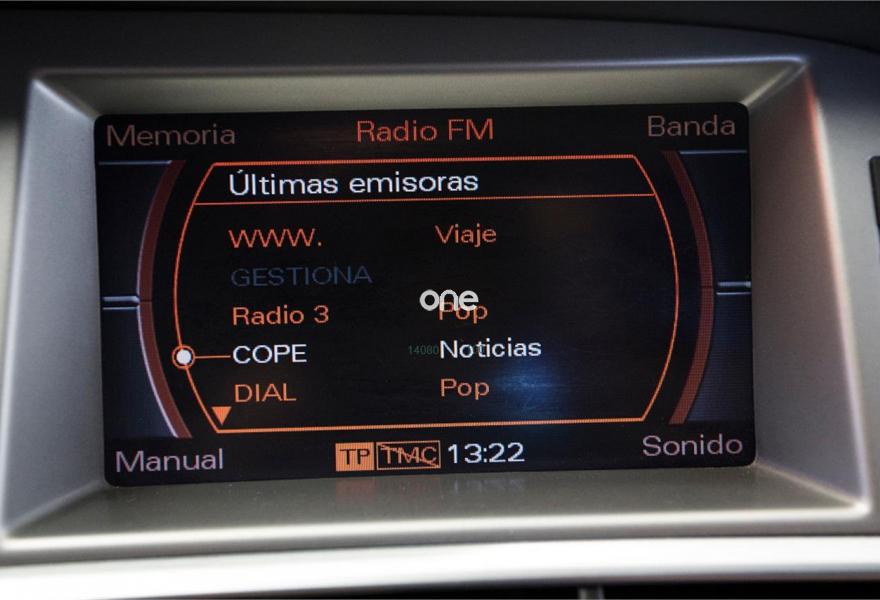 Memoria Radio FM Banda
Últimas emisoras
WWW. Viaje
GESTIONA
one
Radio 3 Pop
COPE Noticias
14080
DIAL Pop
Manual TP TMC 13:22 Sonido